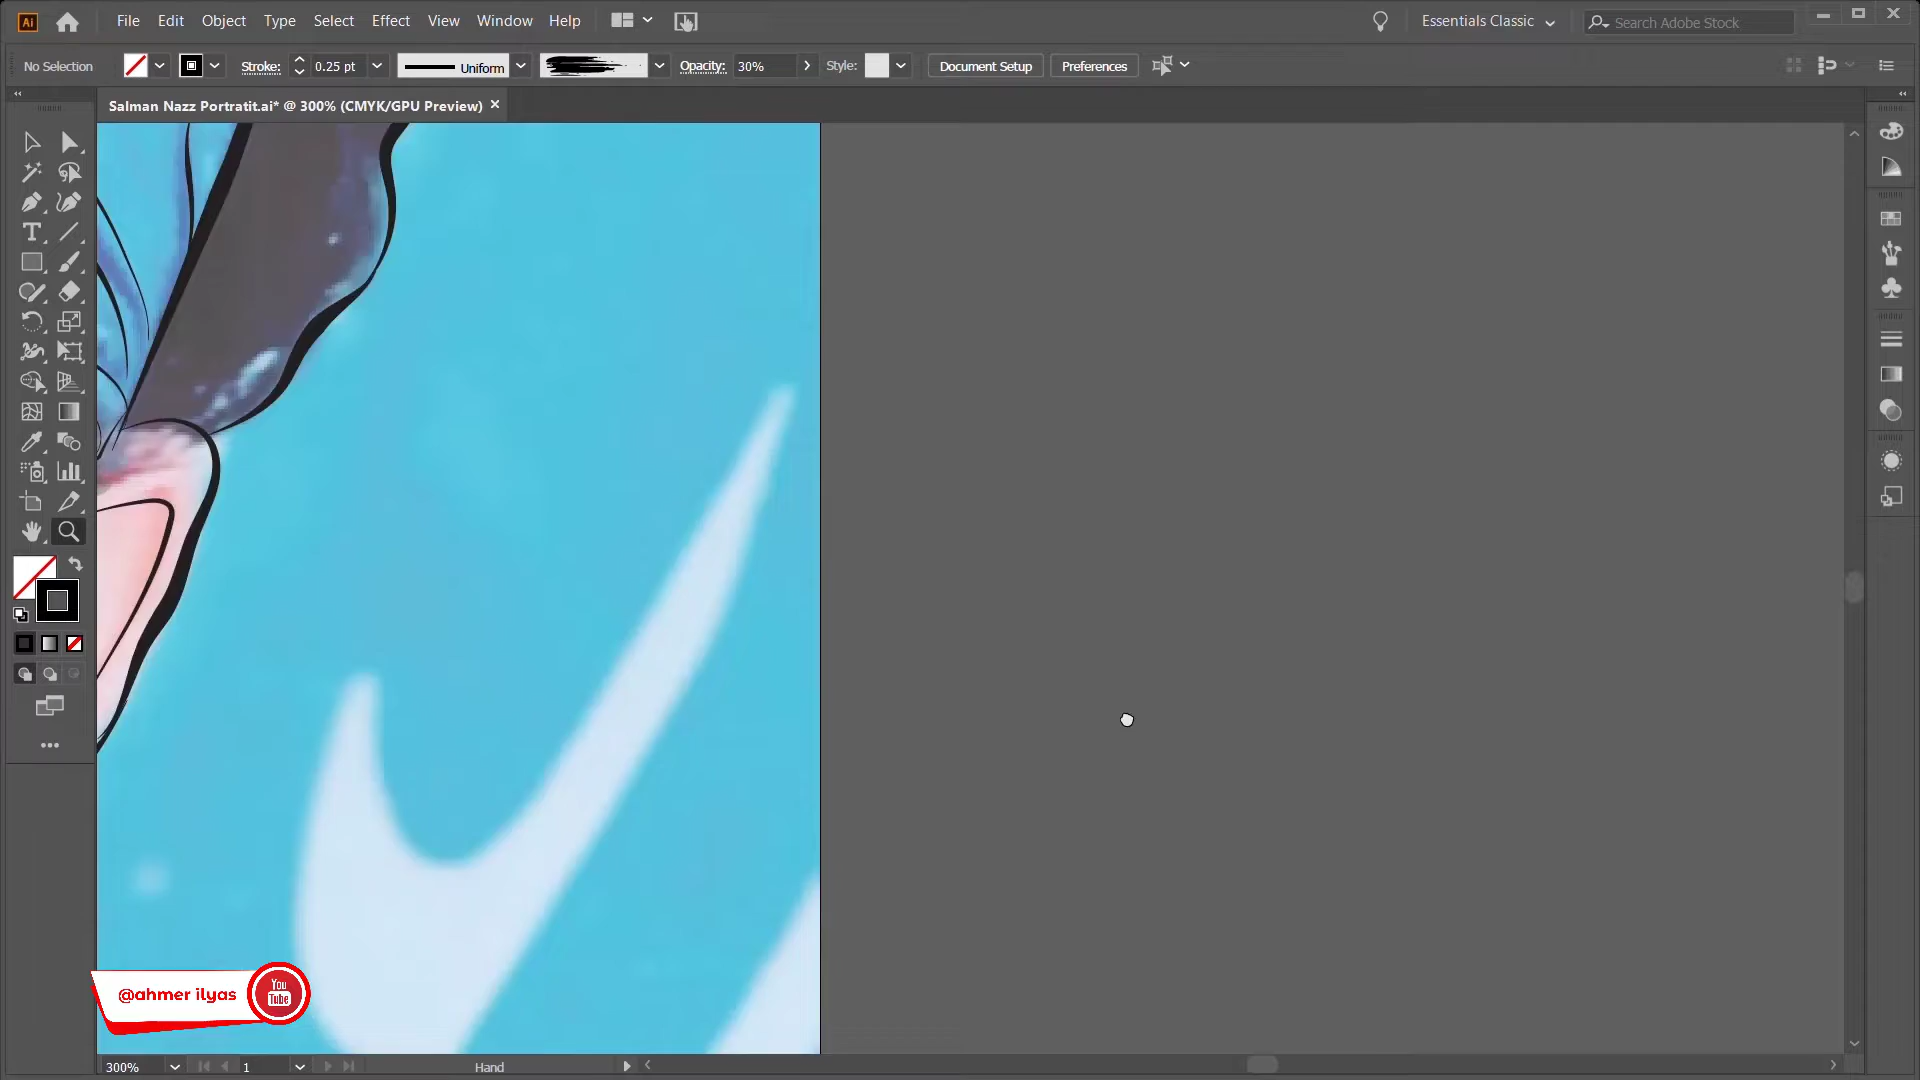 Ai File Edit Object Type Select Effect View Window Help Essentials Classic Search Adobe Stock
No Selection Stroke: 0.25 pt Uniform Opacity: 30% Style: Document Setup Preferences
Salman Nazz Portratit.ai* @ 300% (CMYK/GPU Preview) ×
T
@ahmer ilyas You Tube
300% 1 Hand